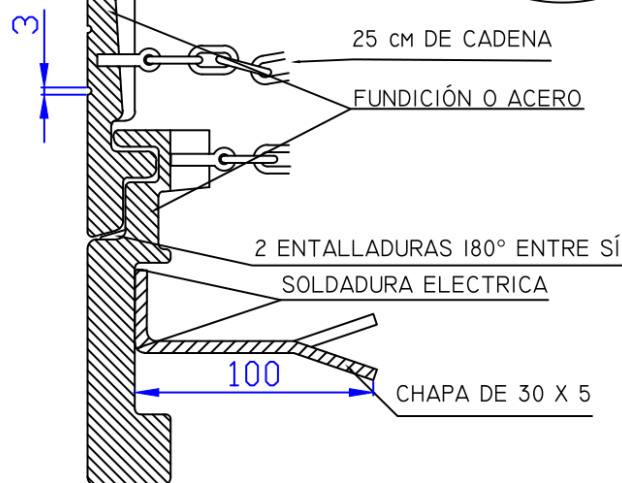 3
25 cm DE CADENA
FUNDICIÓN O ACERO
2 ENTALLADURAS 180° ENTRE SÍ
SOLDADURA ELECTRICA
100
CHAPA DE 30 X 5